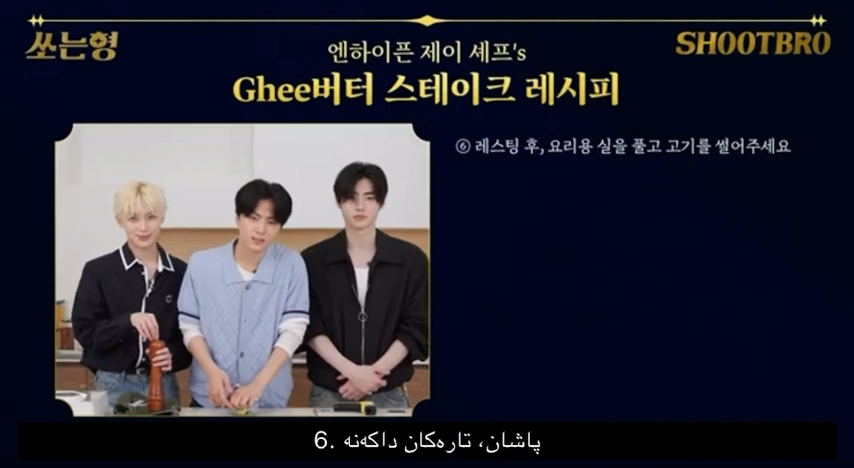 쏘는형
SHOOTBRO
엔하이픈 제이 셰프's
Ghee버터 스테이크 레시피
⑥ 레스팅 후, 요리용 실을 풀고 고기를 썰어주세요
6. پاشان، تارەکان داکەنە